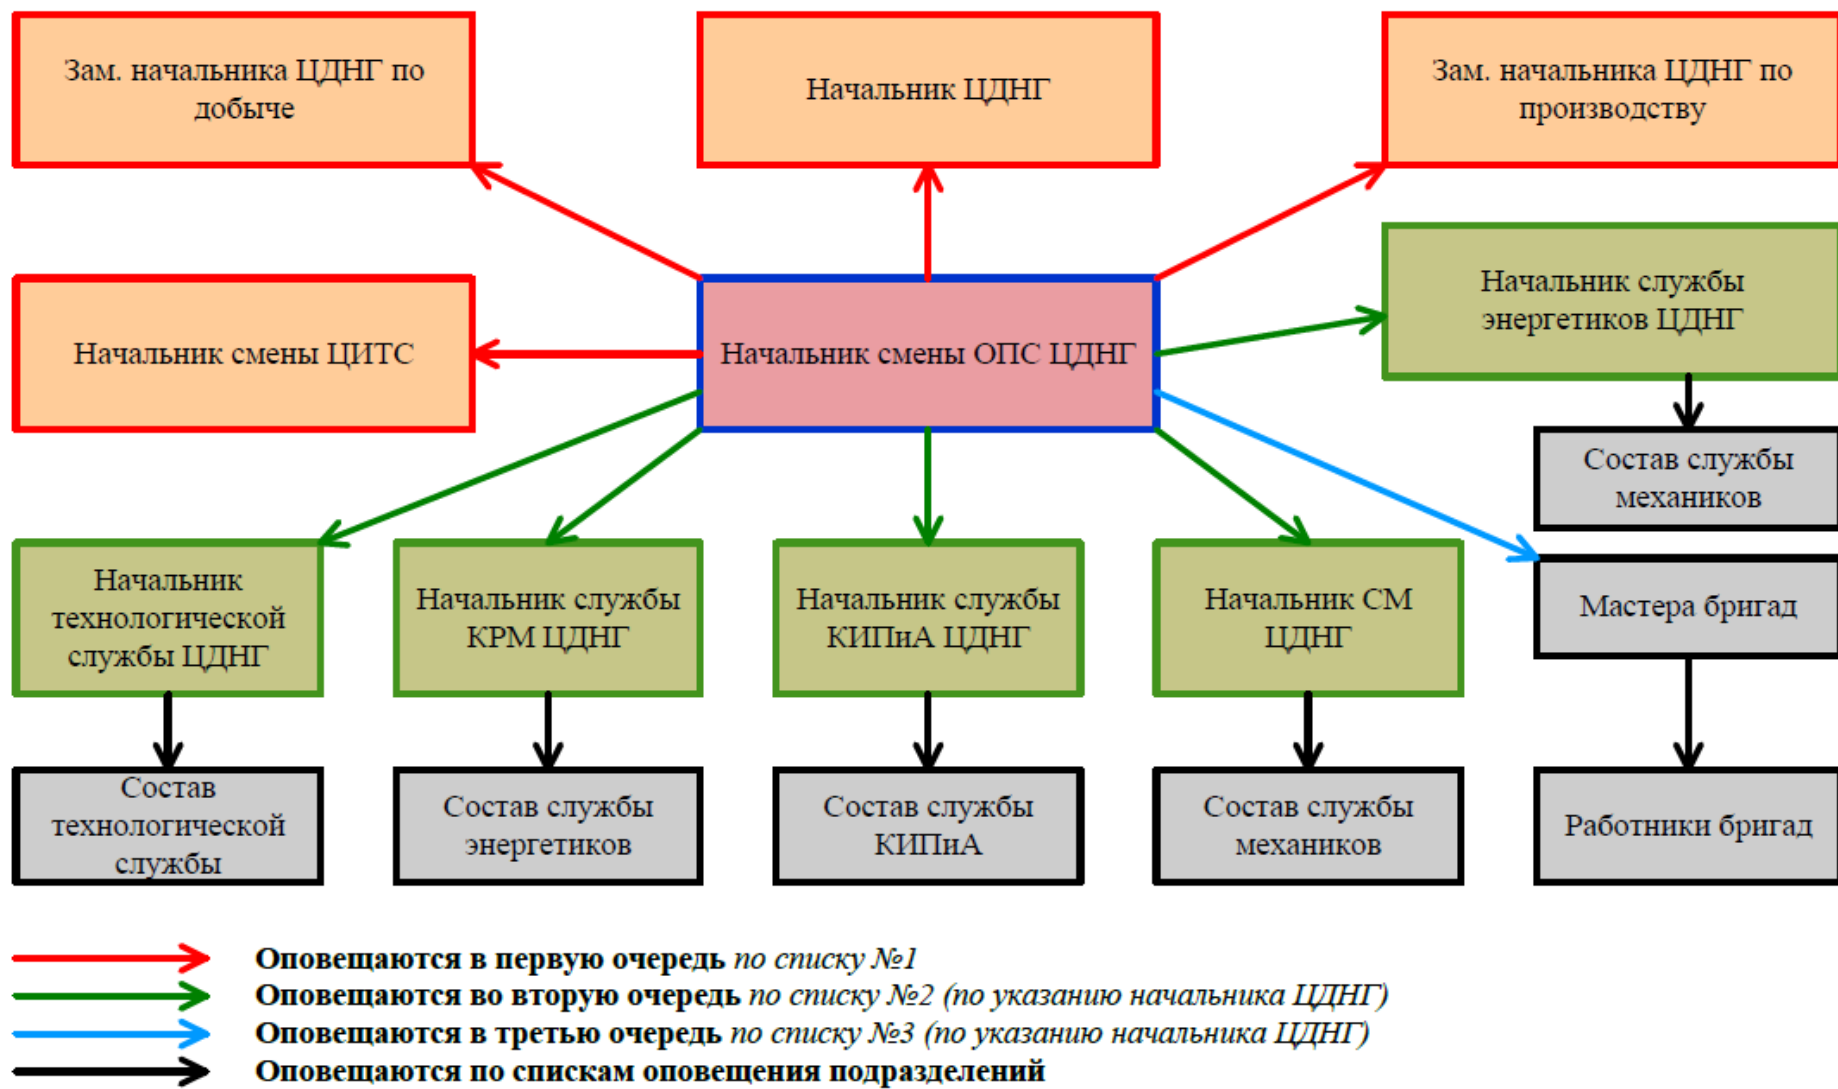 Зам. начальника ЦДНГ по
добыче
Начальник ЦДНГ
Зам. начальника ЦДНГ по
производству
Начальник смены ЦИТС
Начальник смены ОПС ЦДНГ
Начальник службы
энергетиков ЦДНГ
Состав службы
механиков
Начальник
технологической
службы ЦДНГ
Начальник службы
КРМ ЦДНГ
Начальник службы
КИПиА ЦДНГ
Начальник СМ
ЦДНГ
Мастера бригад
Состав
технологической
службы
Состав службы
энергетиков
Состав службы
КИПиА
Состав службы
механиков
Работники бригад
Оповещаются в первую очередь по списку №1
Оповещаются во вторую очередь по списку №2 (по указанию начальника ЦДНГ)
Оповещаются в третью очередь по списку №3 (по указанию начальника ЦДНГ)
Оповещаются по спискам оповещения подразделений